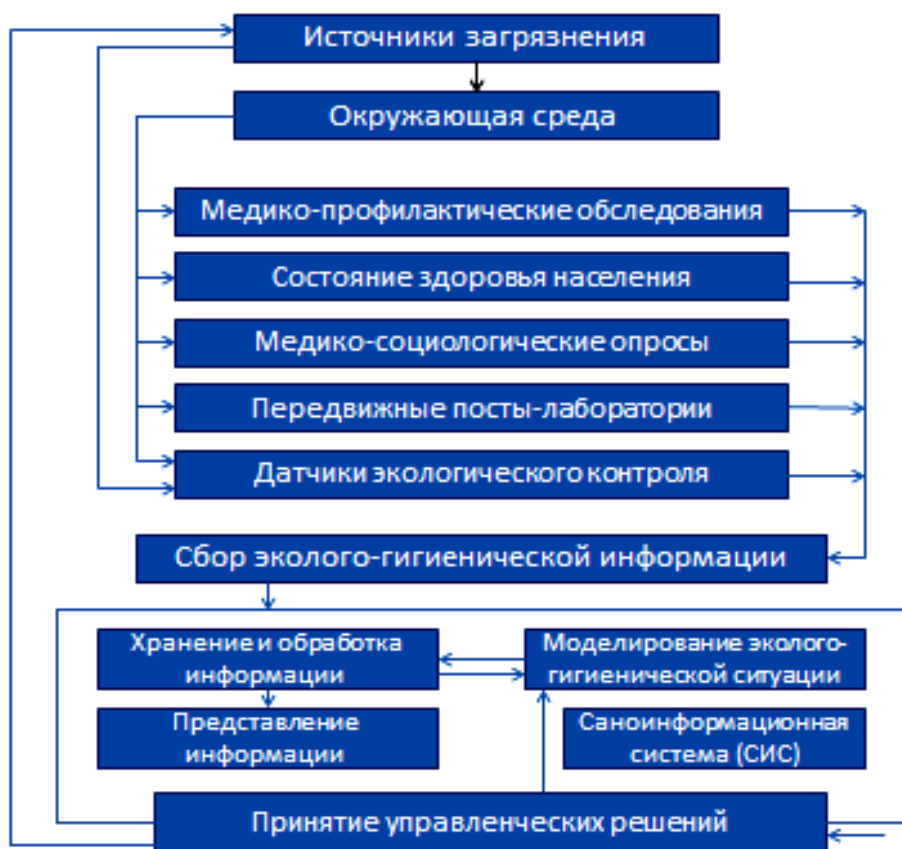 Источники загрязнения
Окружающая среда
Медико-профилактические обследования
Состояние здоровья населения
Медико-социологические опросы
Передвижные посты-лаборатории
Датчики экологического контроля
Сбор эколого-гигиенической информации
Хранение и обработка
информации
Моделирование эколого-
гигиенической ситуации
Представление
информации
Саноинформационная
система (СИС)
Принятие управленческих решений